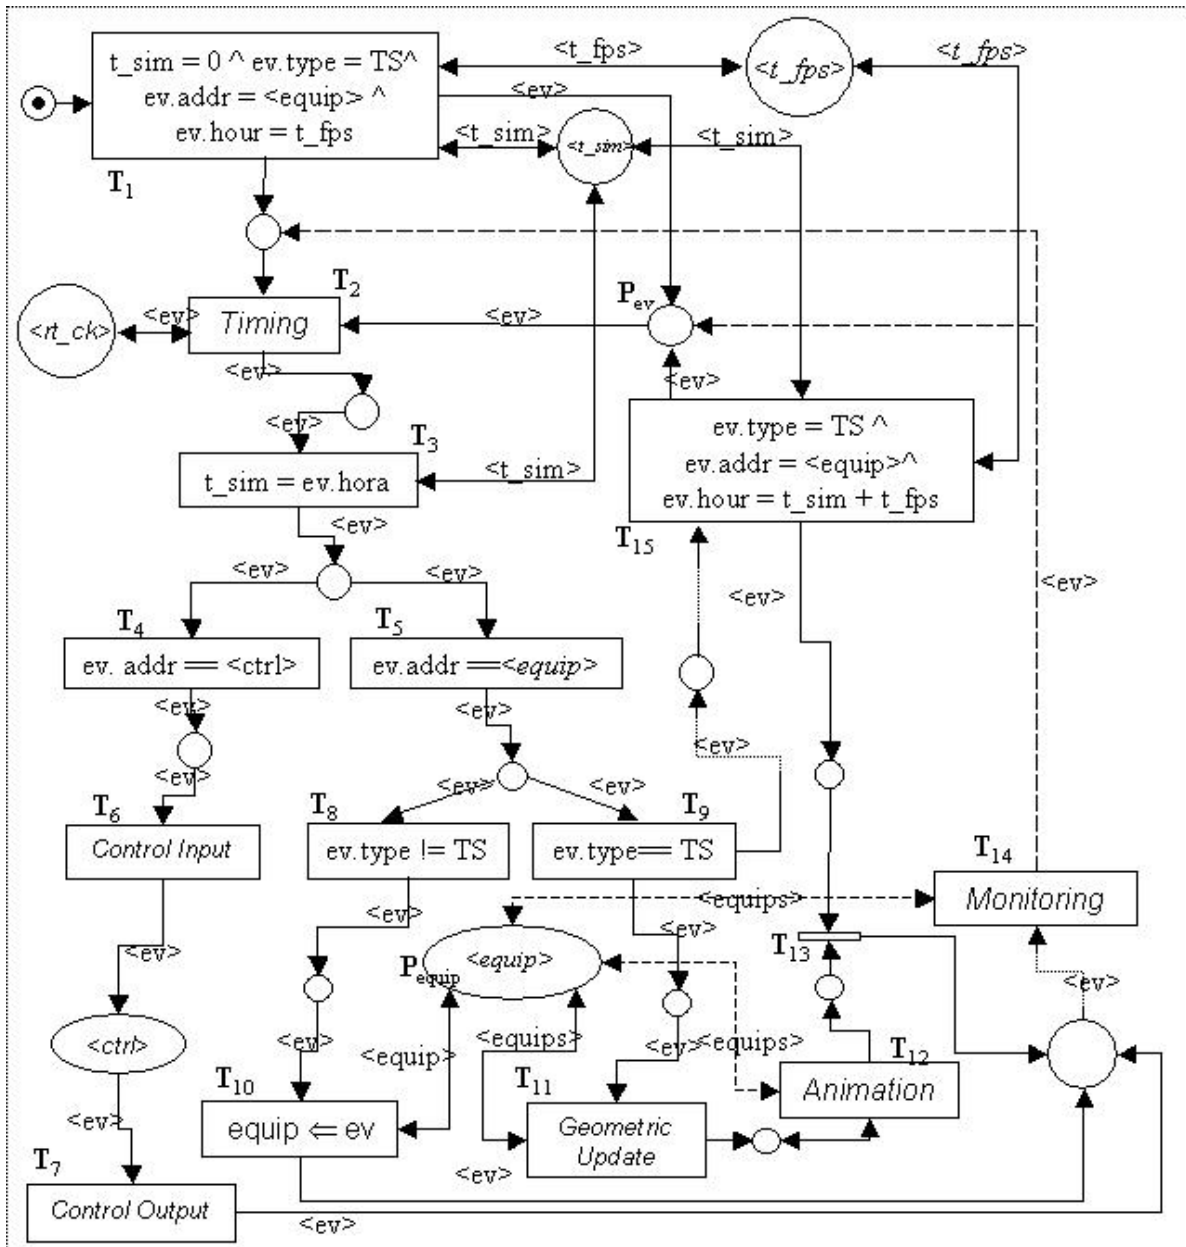 t_sim = 0 ^ ev.type = TS^
ev.addr = <equip> ^
ev.hour = t_fps
T1
<t_fps>
<t_fps>
<t_fps>
<ev>
<t_sim>
<t_sim>
<t_sim>
T2
Timing
<rt_ck>
<ev>
<ev>
Pev
<ev>
<ev>
<ev>
T3
t_sim = ev.hora
<t_sim>
ev.type = TS ^
ev.addr = <equip>^
ev.hour = t_sim + t_fps
T15
<ev>
<ev>
<ev>
<ev>
<ev>
T4
ev. addr == <ctrl>
T5
ev.addr ==<equip>
<ev>
<ev>
<ev>
<ev>
<ev>
<ev>
T6
Control Input
T8
ev.type != TS
T9
ev.type== TS
T14
Monitoring
<equips>
<ev>
<ev>
<ev>
Pequip
<equip>
T13
<ev>
<ctrl>
<ev>
<equip>
<equips>
<ev>
<equips>
T12
Animation
T10
equip ⇐ ev
T11
Geometric
Update
<ev>
<ev>
T7
Control Output
<ev>